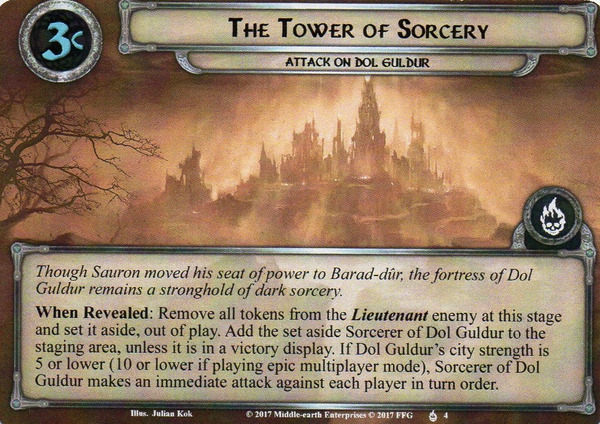 3C
The Tower of Sorcery
Attack on Dol Guldur
Though Sauron moved his seat of power to Barad-dûr, the fortress of Dol
Guldur remains a stronghold of dark sorcery.
When Revealed: Remove all tokens from the Lieutenant enemy at this stage
and set it aside, out of play. Add the set aside Sorcerer of Dol Guldur to the
staging area, unless it is in a victory display. If Dol Guldur's city strength is
5 or lower (10 or lower if playing epic multiplayer mode), Sorcerer of Dol
Guldur makes an immediate attack against each player in turn order.
Illus. Julian Kok © 2017 Middle-earth Enterprises © 2017 FFG 4